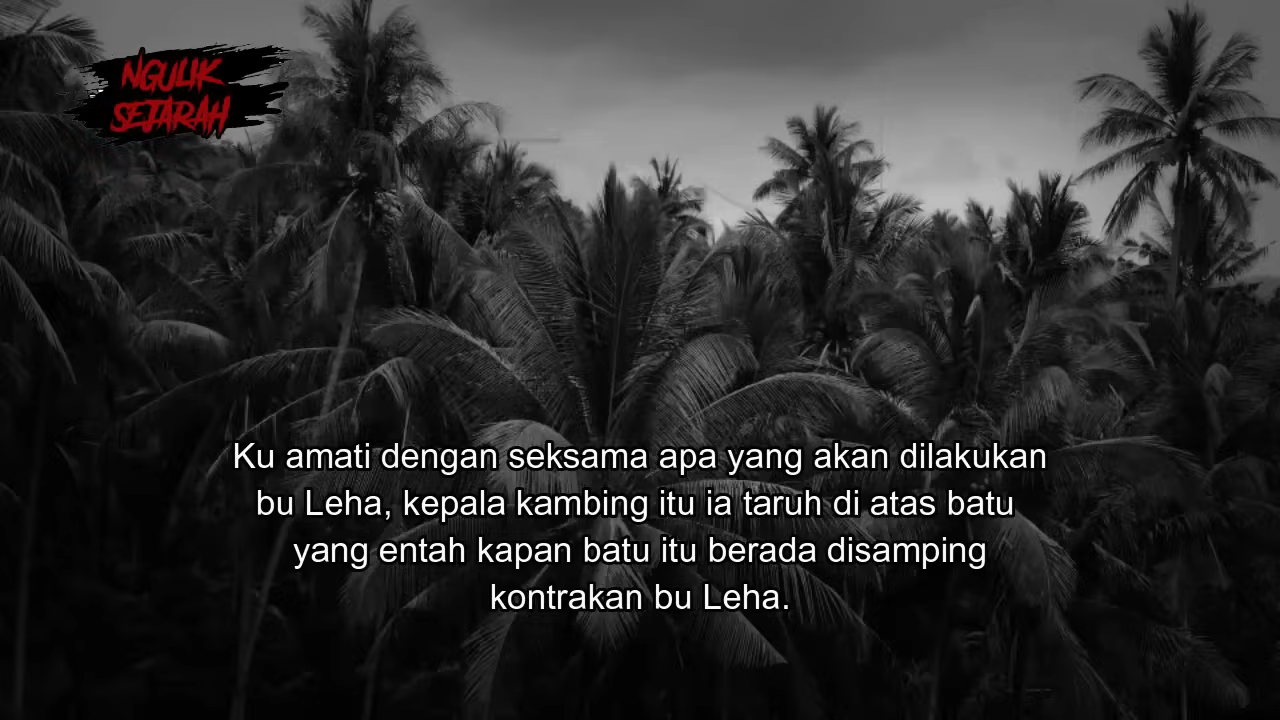 NGULIK
SEJARAH
Ku amati dengan seksama apa yang akan dilakukan
bu Leha, kepala kambing itu ia taruh di atas batu
yang entah kapan batu itu berada disamping
kontrakan bu Leha.